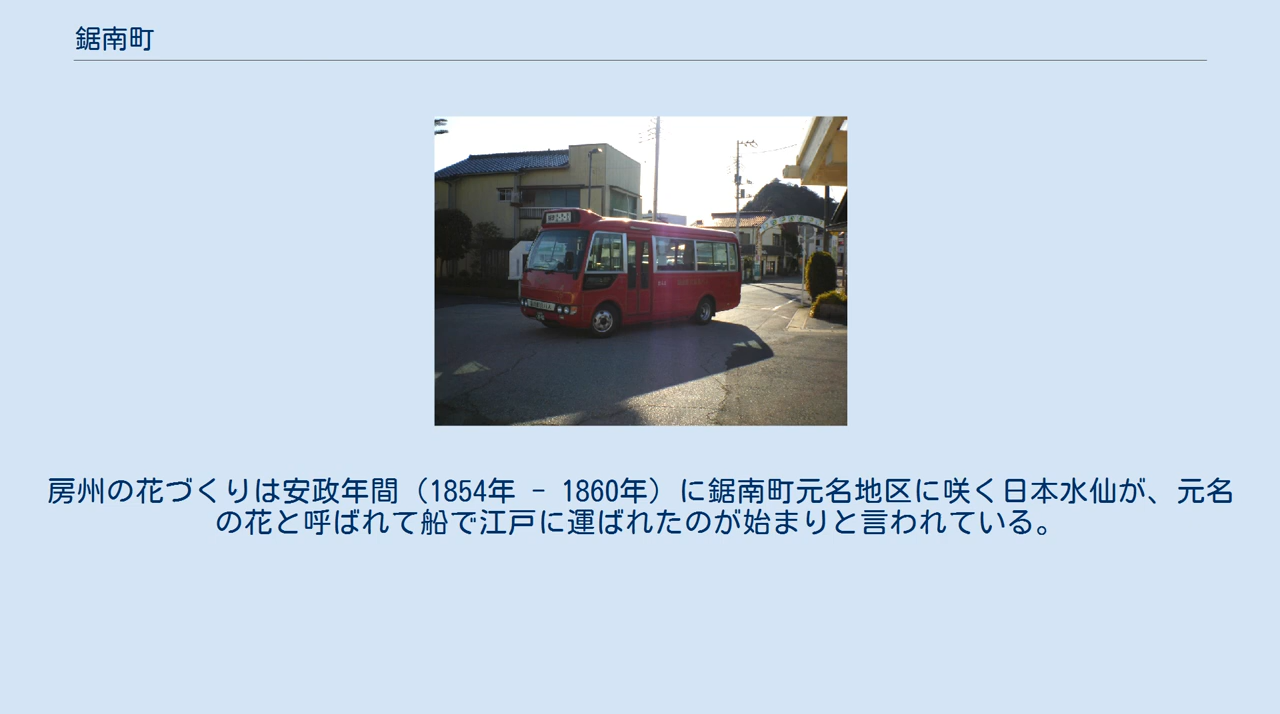 鋸南町
房州の花づくりは安政年間（1854年 - 1860年）に鋸南町元名地区に咲く日本水仙が、元名
の花と呼ばれて船で江戸に運ばれたのが始まりと言われている。